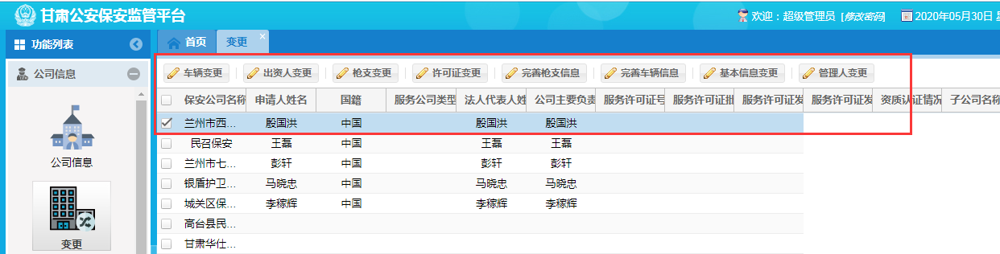 甘肃公安保安监管平台
欢迎：超级管理员 [修改密码] 2020年05月30日
功能列表
首页 变更
公司信息
车辆变更 出资人变更 枪支变更 许可证变更 完善枪支信息 完善车辆信息 基本信息变更 管理人变更
保安公司名称 申请人姓名 国籍 服务公司类型 法人代表人姓 公司主要负责 服务许可证号 服务许可证批 服务许可证发 服务许可证发 资质认证情况 子公司名称
兰州市西... 殷国洪 中国 殷国洪 殷国洪
民召保安 王磊 中国 王磊 王磊
兰州市七... 彭轩 中国 彭轩 彭轩
银盾护卫... 马晓忠 中国 马晓忠 马晓忠
城关区保... 李稼辉 中国 李稼辉 李稼辉
高台县民...
甘肃华仕...
公司信息
变更